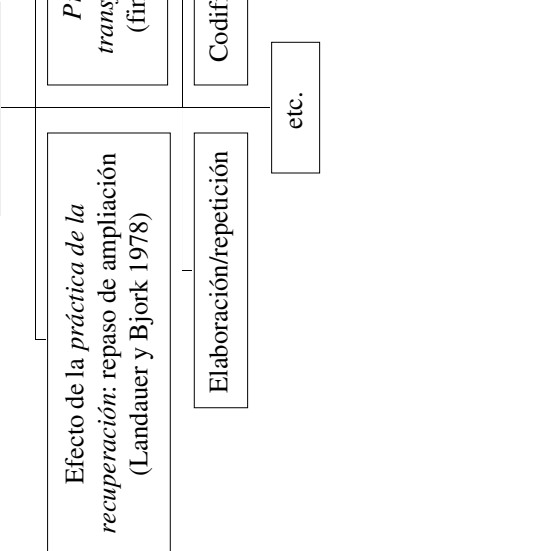 Efecto de la práctica de la
recuperación: repaso de ampliación
(Landauer y Bjork 1978)
Elaboración/repetición
etc.